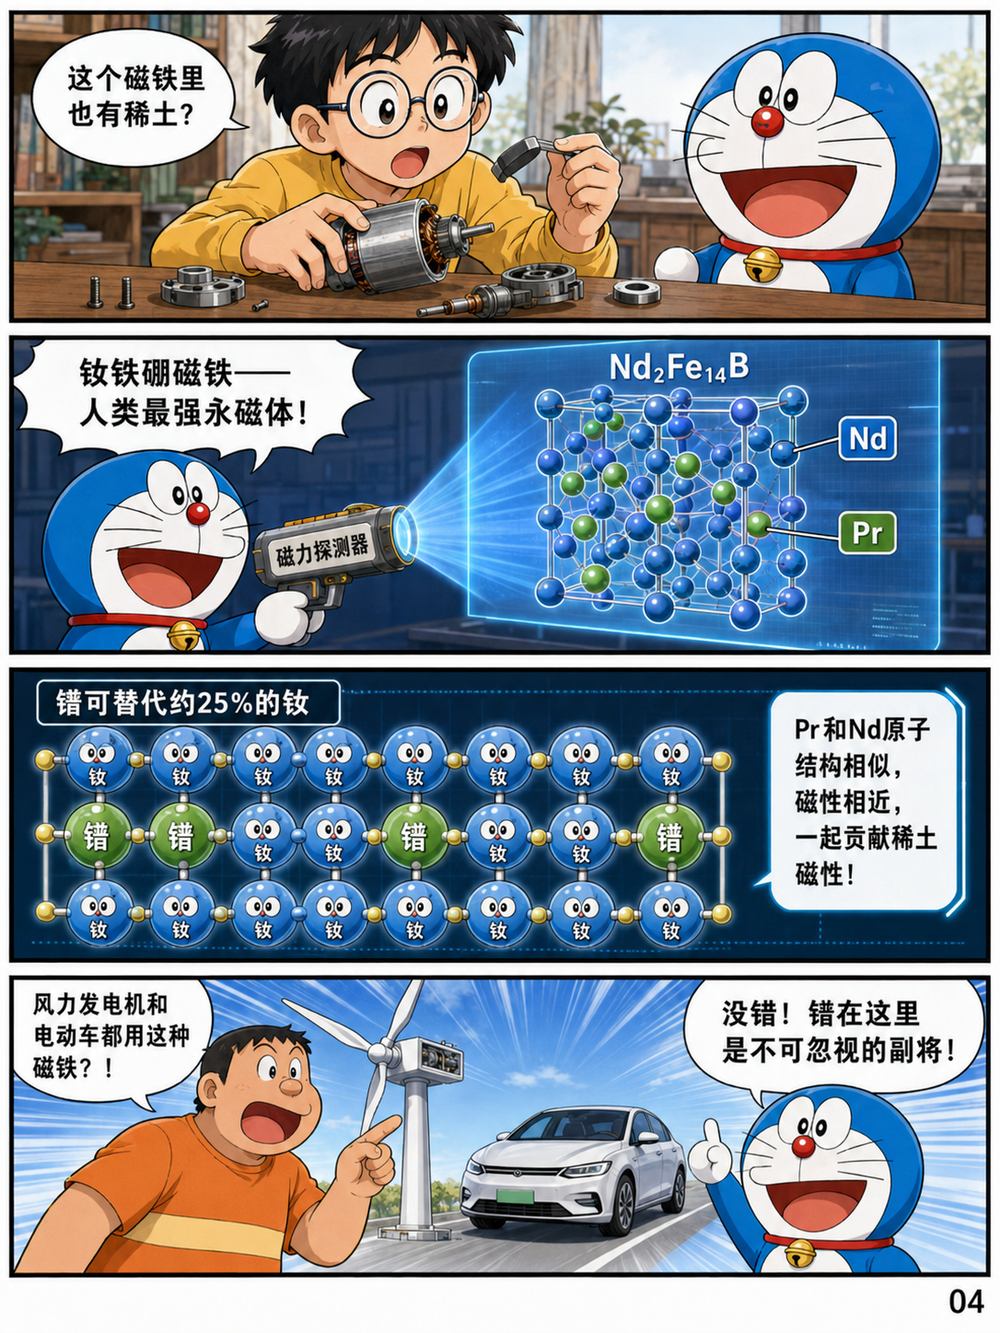 这个磁铁里
也有稀土？
钕铁硼磁铁——
人类最强永磁体！
磁力探测器
Nd₂Fe₁₄B
Nd
Pr
镨可替代约25%的钕
钕 钕 钕 钕 钕 钕 钕 钕
镨 镨 钕 钕 镨 钕 钕 镨
钕 钕 钕 钕 钕 钕 钕 钕
Pr和Nd原子
结构相似，
磁性相近，
一起贡献稀土
磁性！
风力发电机和
电动车都用这种
磁铁？！
没错！镨在这里
是不可忽视的副将！
04